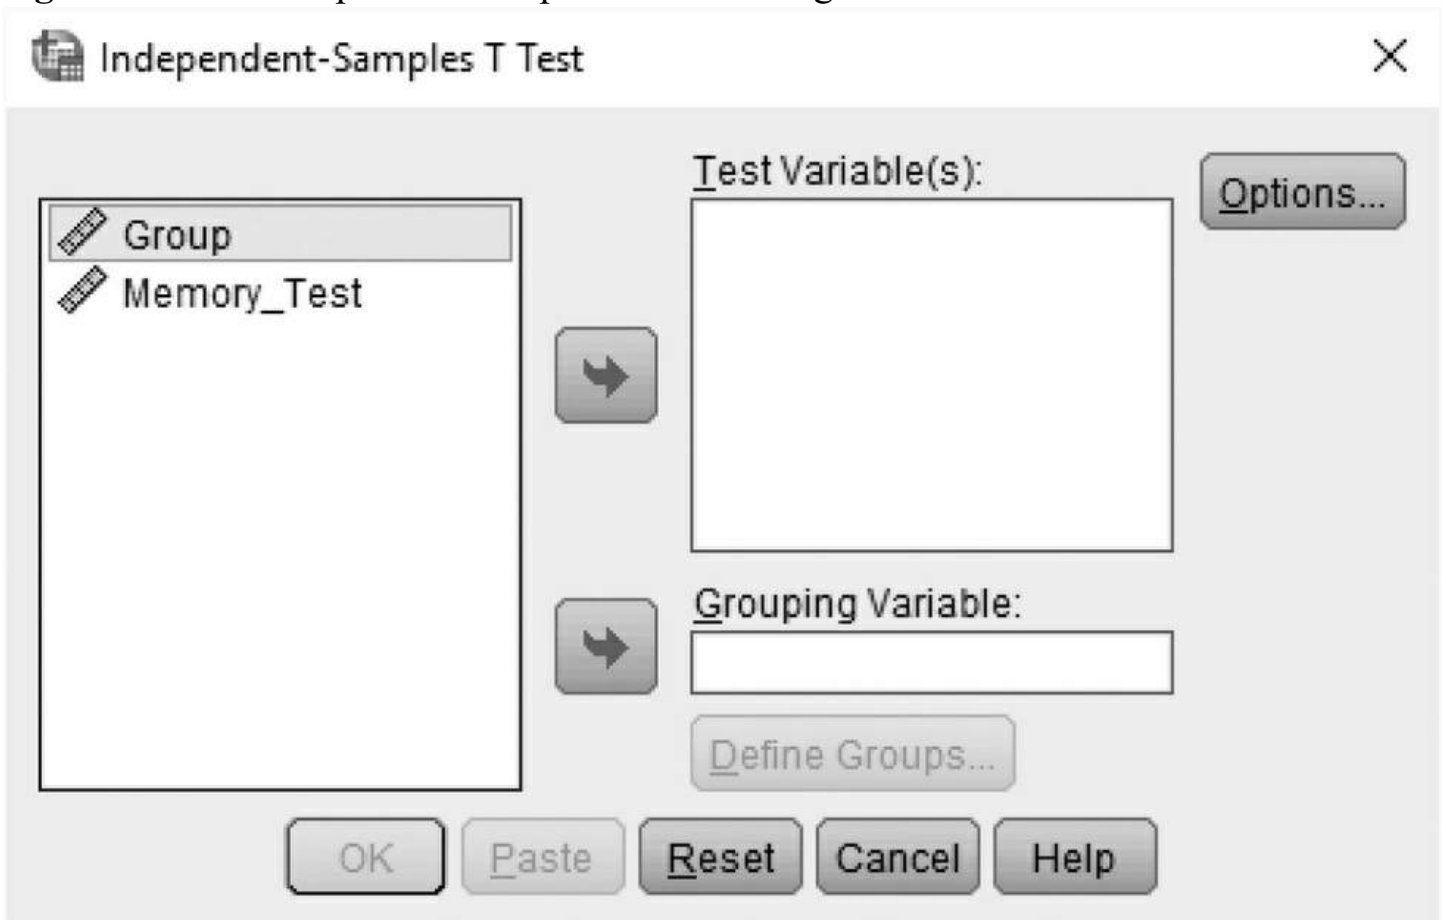 Independent-Samples T Test
Test Variable(s):
Options...
Group
Memory_Test
Grouping Variable:
Define Groups...
OK Paste Reset Cancel Help